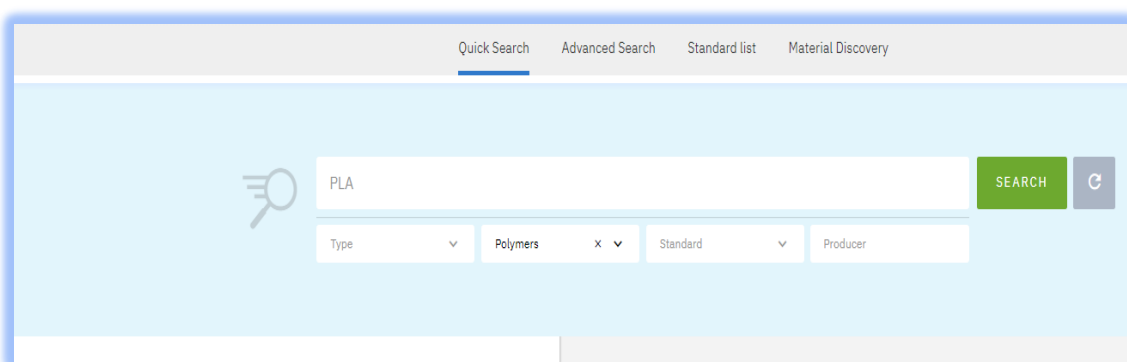 Quick Search Advanced Search Standard list Material Discovery
PLA SEARCH
Type Polymers x Standard Producer